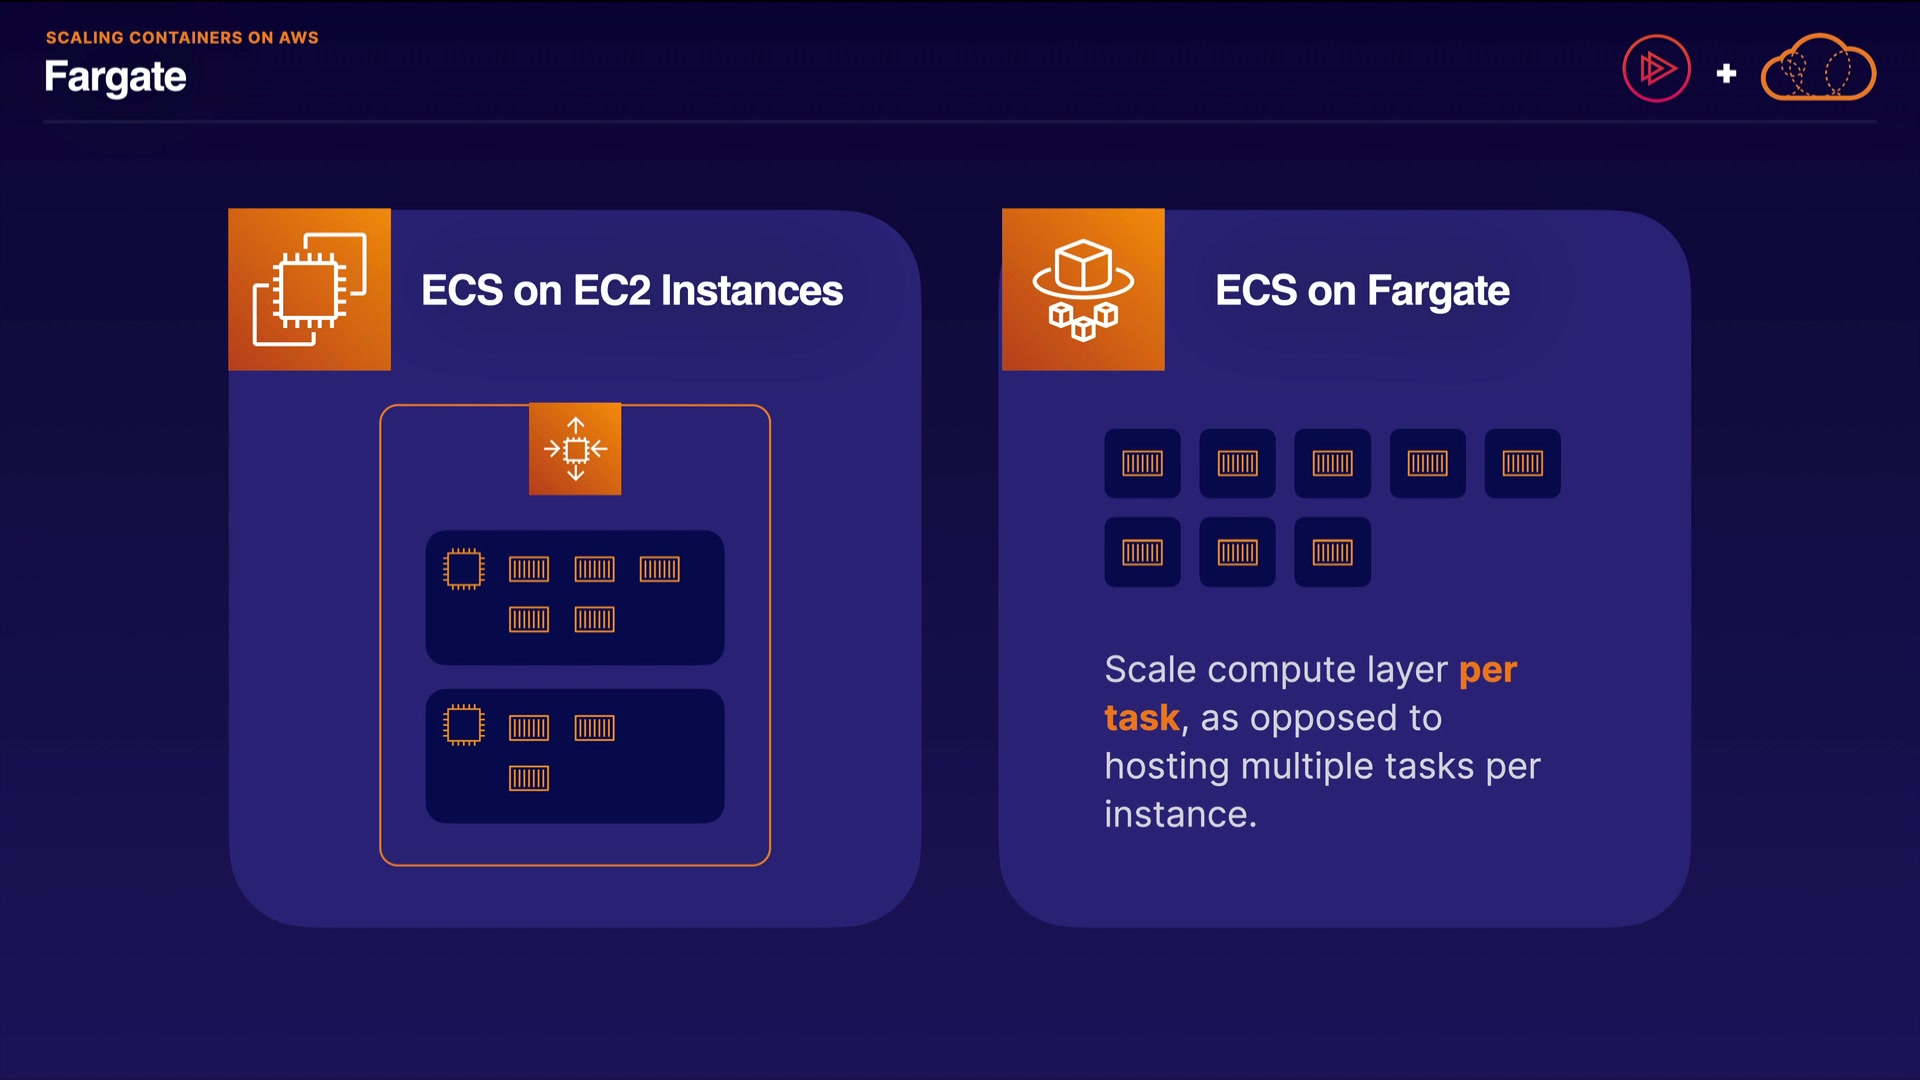 SCALING CONTAINERS ON AWS
Fargate
ECS on EC2 Instances
ECS on Fargate
Scale compute layer per
task, as opposed to
hosting multiple tasks per
instance.